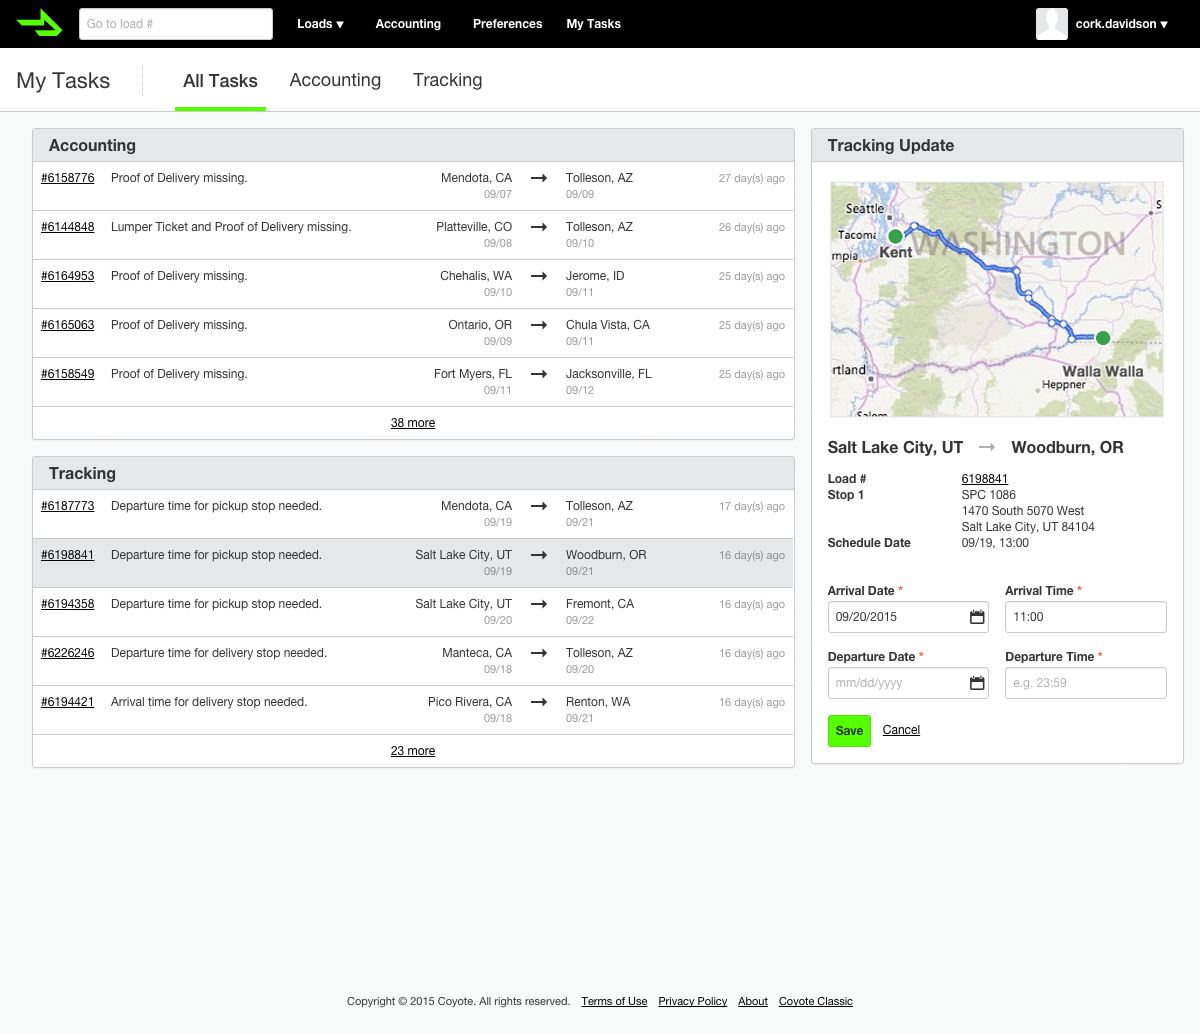 Go to load #
Loads ▼
Accounting
Preferences
My Tasks
cork.davidson ▼
My Tasks
All Tasks
Accounting
Tracking
Accounting
#6158776 Proof of Delivery missing. Mendota, CA → Tolleson, AZ 27 day(s) ago
09/07 09/09
#6144848 Lumper Ticket and Proof of Delivery missing. Platteville, CO → Tolleson, AZ 26 day(s) ago
09/08 09/10
#6164953 Proof of Delivery missing. Chehalis, WA → Jerome, ID 25 day(s) ago
09/10 09/11
#6165063 Proof of Delivery missing. Ontario, OR → Chula Vista, CA 25 day(s) ago
09/09 09/11
#6158549 Proof of Delivery missing. Fort Myers, FL → Jacksonville, FL 25 day(s) ago
09/11 09/12
38 more
Tracking
#6187773 Departure time for pickup stop needed. Mendota, CA → Tolleson, AZ 17 day(s) ago
09/19 09/21
#6198841 Departure time for pickup stop needed. Salt Lake City, UT → Woodburn, OR 16 day(s) ago
09/19 09/21
#6194358 Departure time for pickup stop needed. Salt Lake City, UT → Fremont, CA 16 day(s) ago
09/20 09/22
#6226246 Departure time for delivery stop needed. Manteca, CA → Tolleson, AZ 16 day(s) ago
09/18 09/20
#6194421 Arrival time for delivery stop needed. Pico Rivera, CA → Renton, WA 16 day(s) ago
09/18 09/21
23 more
Tracking Update
S
Seattle
Tacoma
WASHINGTON
mpia
Kent
rtland
Walla Walla
Heppner
Salem
Salt Lake City, UT → Woodburn, OR
Load # 6198841
Stop 1 SPC 1086
1470 South 5070 West
Salt Lake City, UT 84104
Schedule Date 09/19, 13:00
Arrival Date * Arrival Time *
09/20/2015 11:00
Departure Date * Departure Time *
mm/dd/yyyy e.g. 23:59
Save Cancel
Copyright © 2015 Coyote. All rights reserved. Terms of Use Privacy Policy About Coyote Classic